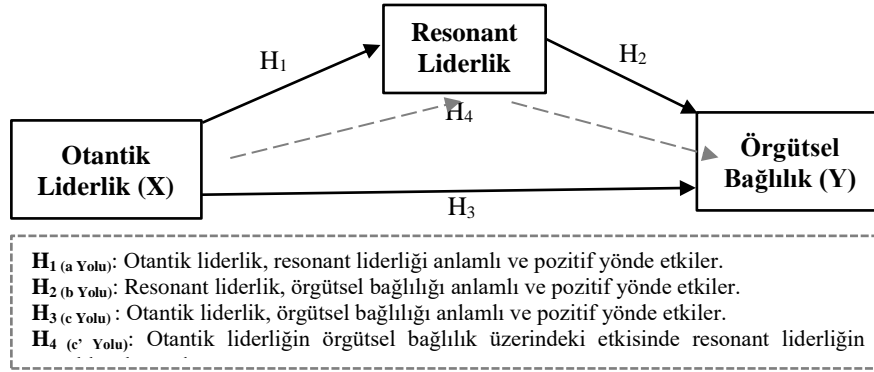 Resonant
Liderlik
H1
H2
H4
Otantik
Liderlik (X)
Örgütsel
Bağlılık (Y)
H3
H1 (a Yolu): Otantik liderlik, resonant liderliği anlamlı ve pozitif yönde etkiler.
H2 (b Yolu): Resonant liderlik, örgütsel bağlılığı anlamlı ve pozitif yönde etkiler.
H3 (c Yolu) : Otantik liderlik, örgütsel bağlılığı anlamlı ve pozitif yönde etkiler.
H4 (c’ Yolu): Otantik liderliğin örgütsel bağlılık üzerindeki etkisinde resonant liderliğin